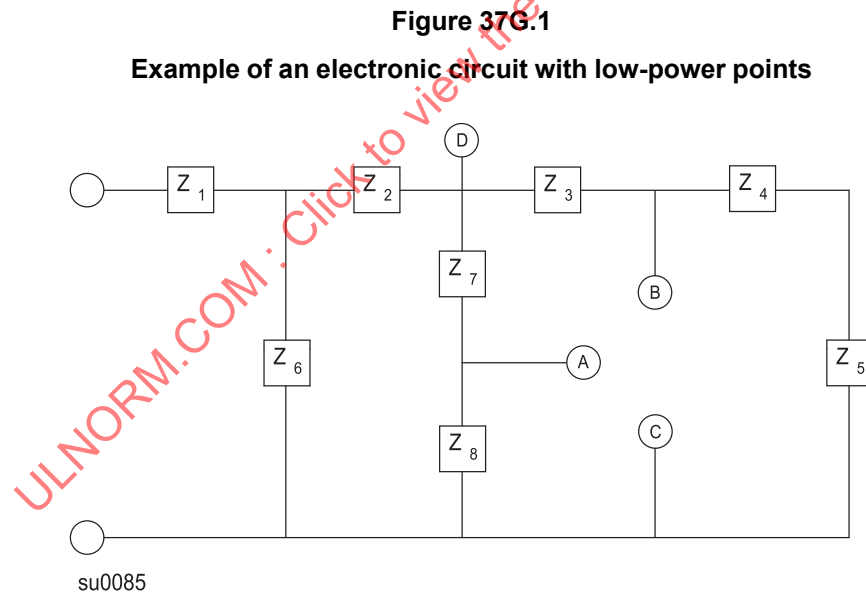 Figure 37G.1
Example of an electronic circuit with low-power points
ULNORM.COM : Click to view the
D
Z 1
Z 2
Z 3
Z 4
Z 7
B
Z 6
A
Z 5
Z 8
C
su0085